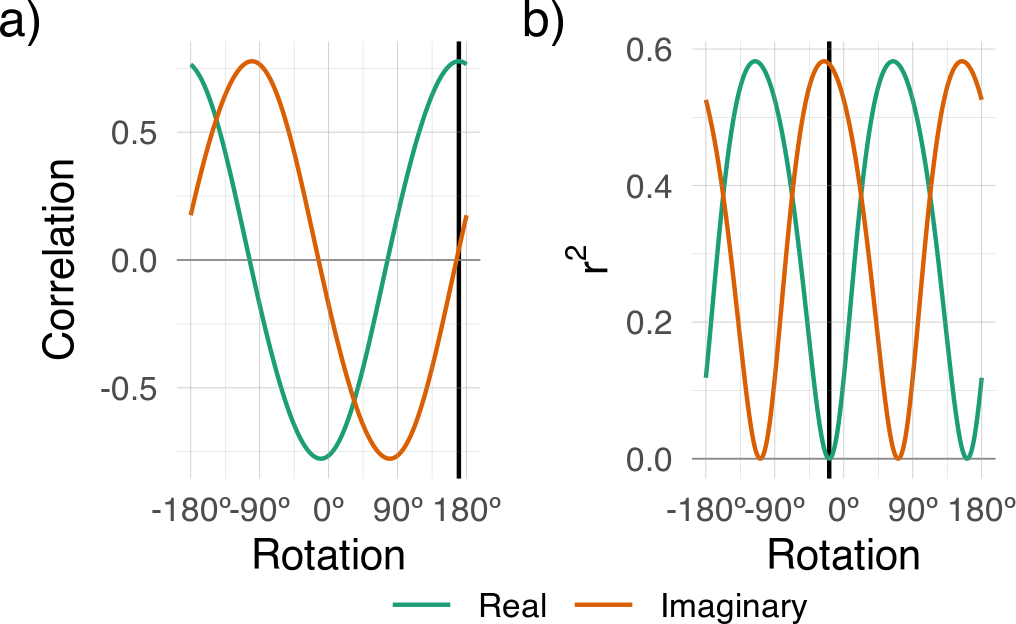 a)
Correlation
0.5
0.0
-0.5
-180º -90º 0º 90º 180º
Rotation
b)
r²
0.6
0.4
0.2
0.0
-180º -90º 0º 90º 180º
Rotation
Real Imaginary